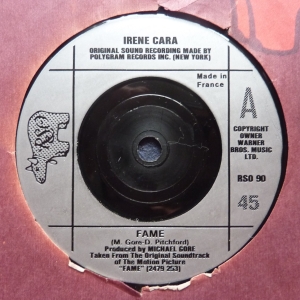 IRENE CARA
ORIGINAL SOUND RECORDING MADE BY
POLYGRAM RECORDS INC. (NEW YORK)
Made in
France
RSO
A
COPYRIGHT
OWNER
WARNER
BROS. MUSIC
LTD.
RSO 90
45
FAME
(M. Gore-D. Pitchford)
Produced by MICHAEL GORE
Taken From The Original Soundtrack
of The Motion Picture
"FAME" (2479 253)